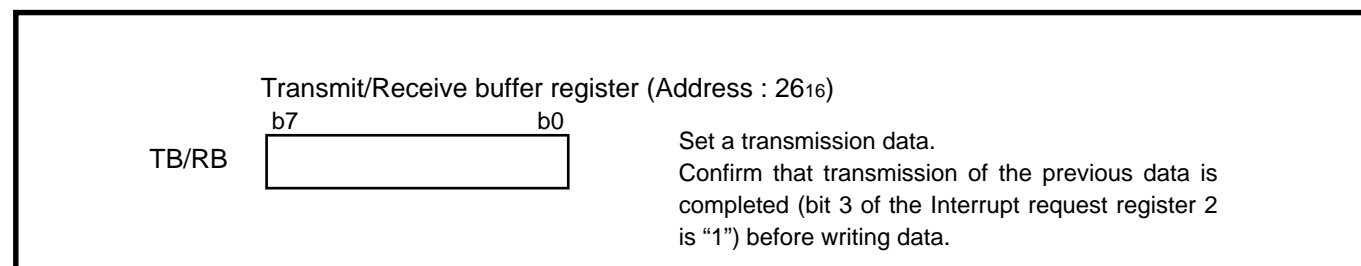 Transmit/Receive buffer register (Address : 2616)
b7 b0
TB/RB
Set a transmission data.
Confirm that transmission of the previous data is
completed (bit 3 of the Interrupt request register 2
is “1”) before writing data.